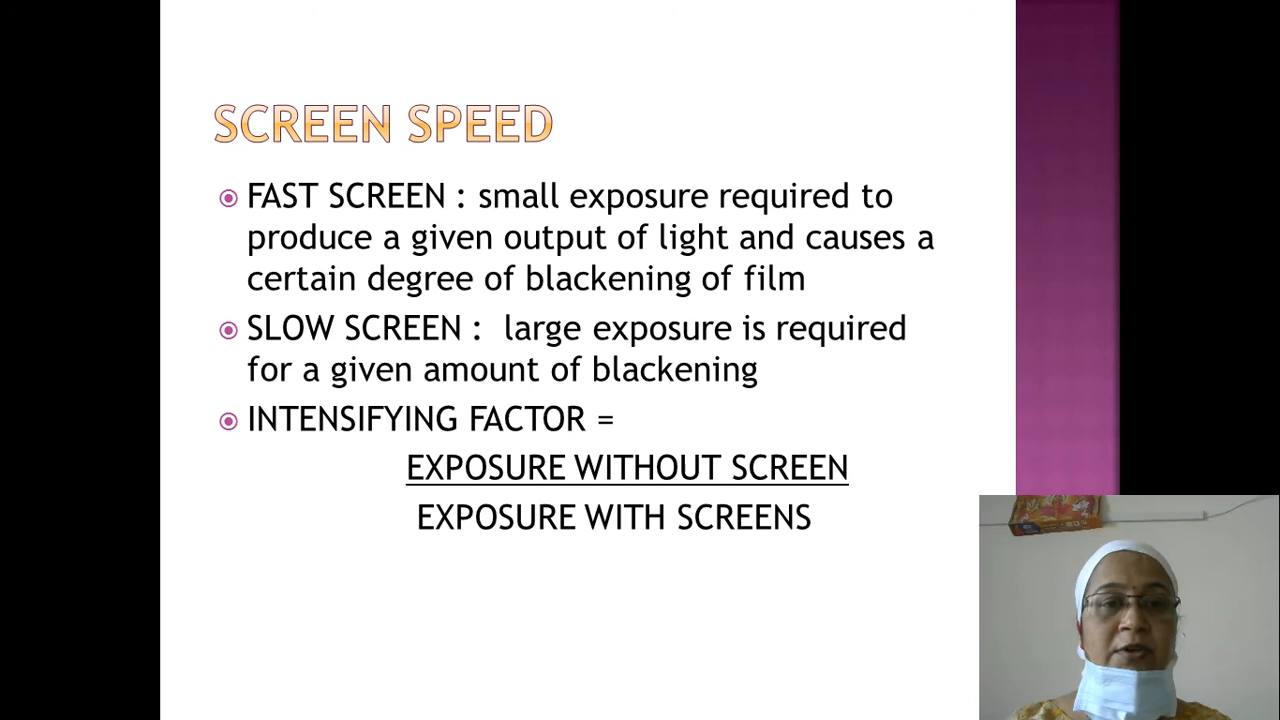 SCREEN SPEED
FAST SCREEN : small exposure required to
produce a given output of light and causes a
certain degree of blackening of film
SLOW SCREEN : large exposure is required
for a given amount of blackening
INTENSIFYING FACTOR =
EXPOSURE WITHOUT SCREEN
EXPOSURE WITH SCREENS